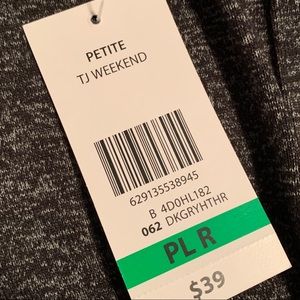 PETITE
TJ WEEKEND
629135538945
B 4D0HL182
062 DKGRYHTHR
PL R
$39